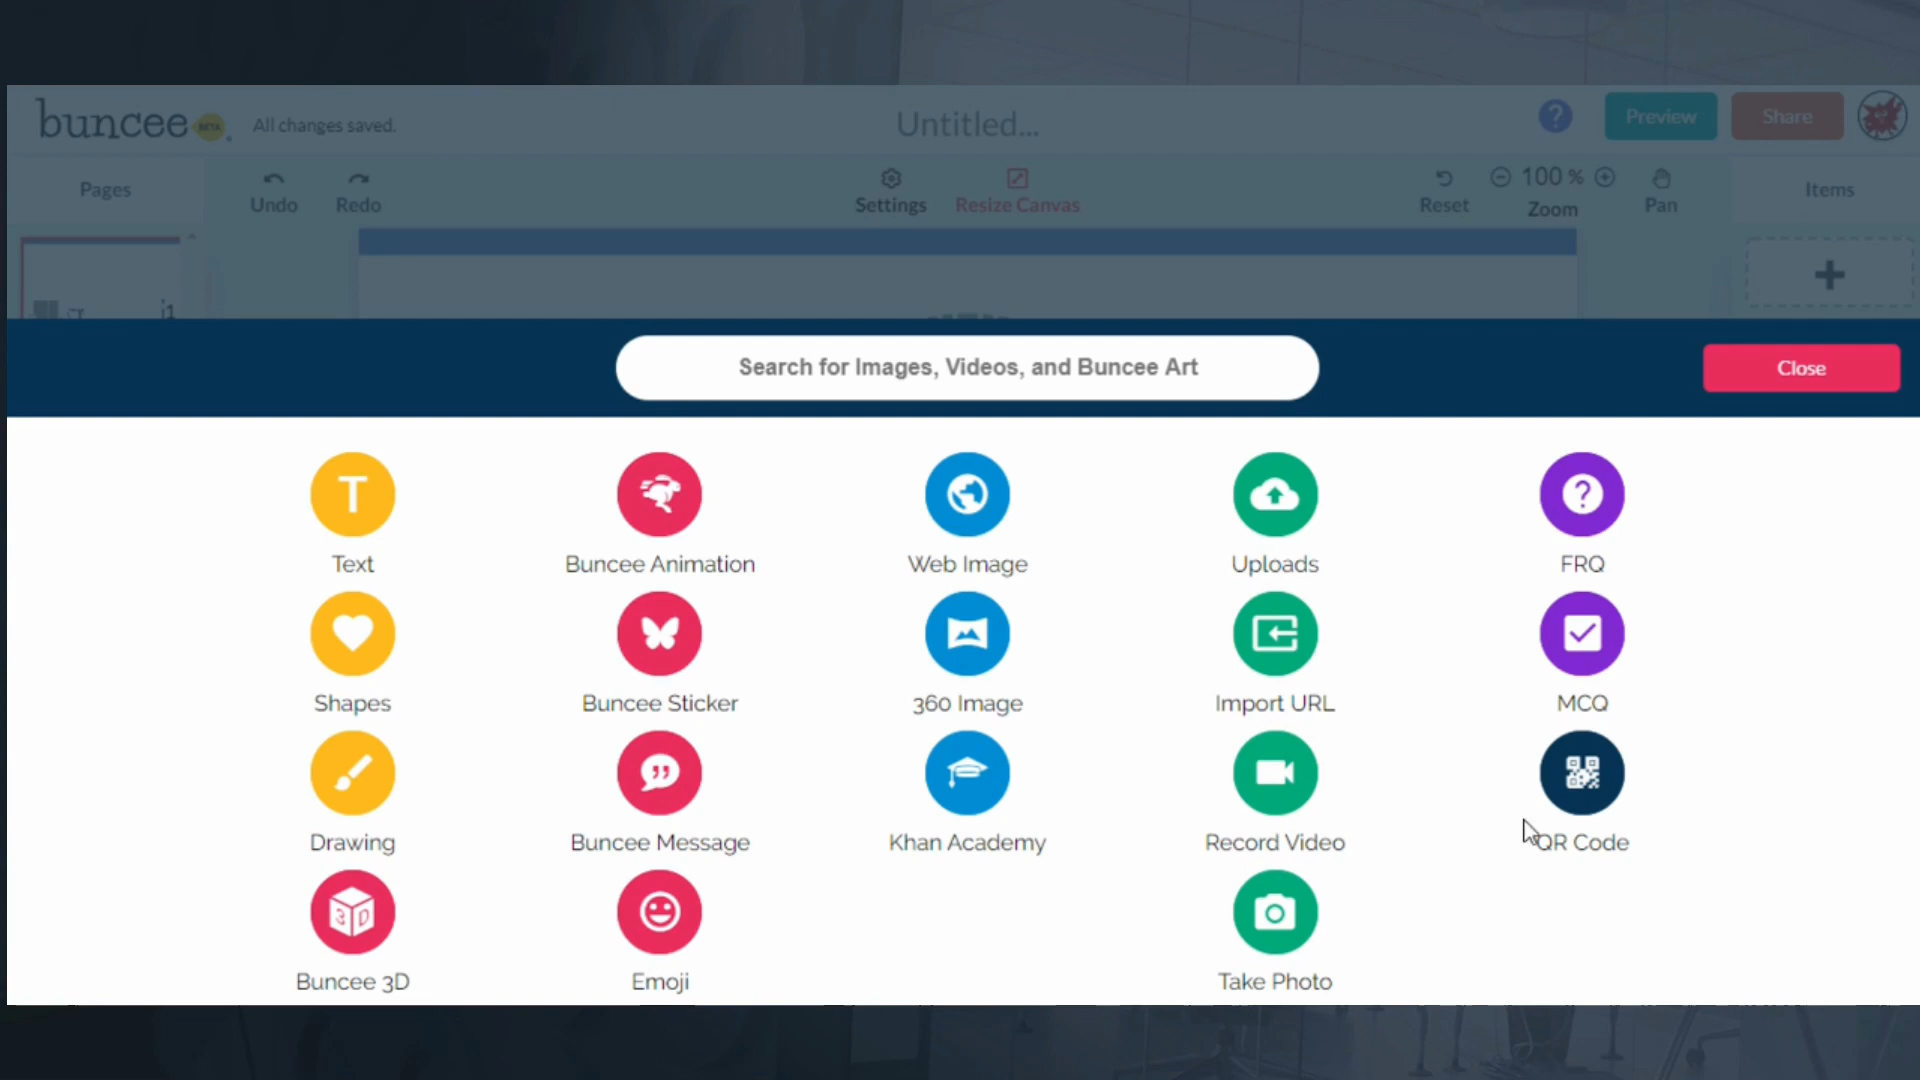 buncee BETA
All changes saved.
Untitled...
?
Preview
Share
Pages
Undo
Redo
Settings
Resize Canvas
Reset
100 %
Zoom
Pan
Items
Search for Images, Videos, and Buncee Art
Close
Text
Buncee Animation
Web Image
Uploads
FRQ
Shapes
Buncee Sticker
360 Image
Import URL
MCQ
Drawing
Buncee Message
Khan Academy
Record Video
QR Code
Buncee 3D
Emoji
Take Photo